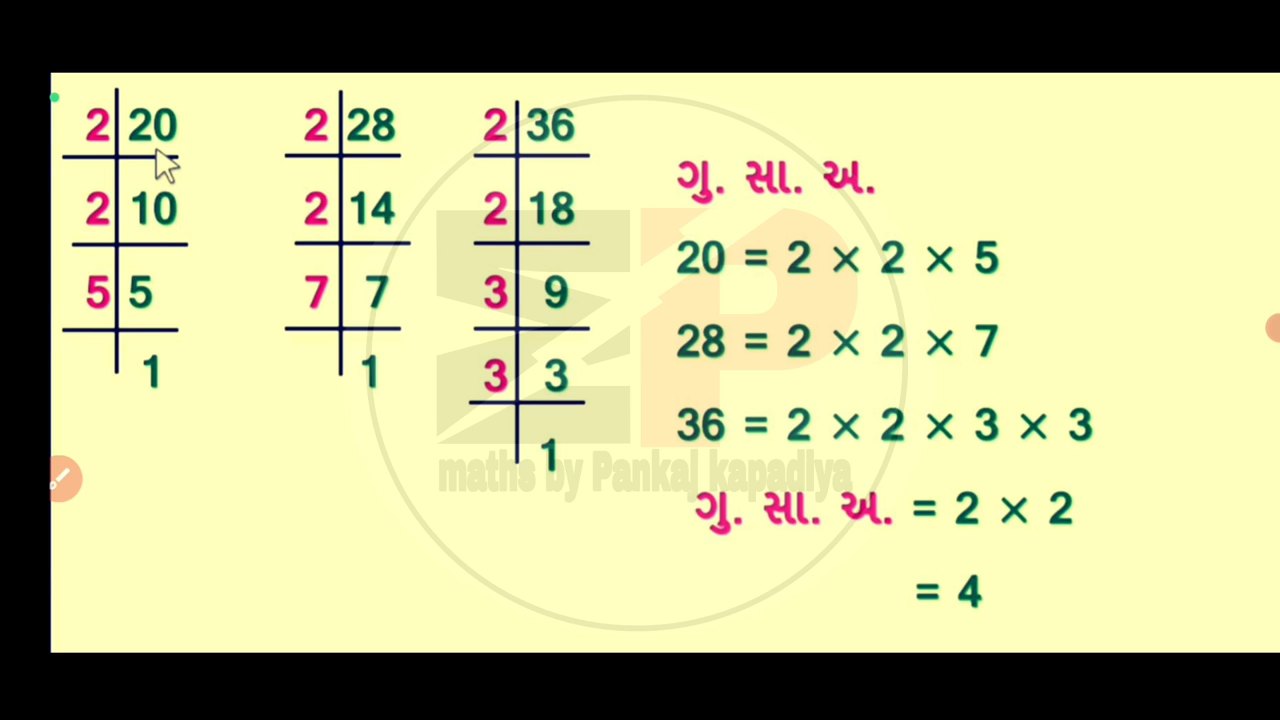 2 20
2 10
5 5
1
2 28
2 14
7 7
1
2 36
2 18
3 9
3 3
1
ગુ. સા. અ.
20 = 2 × 2 × 5
28 = 2 × 2 × 7
36 = 2 × 2 × 3 × 3
ગુ. સા. અ. = 2 × 2
= 4
maths by Pankaj kapadiya